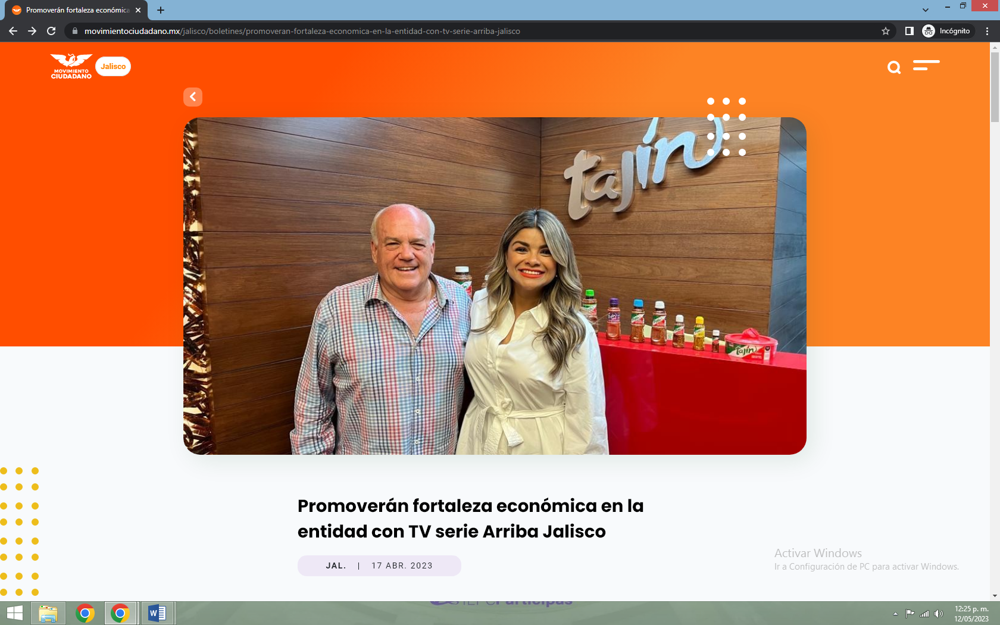 Promoverán fortaleza económica
movimientociudadano.mx/jalisco/boletines/promoveran-fortaleza-economica-en-la-entidad-con-tv-serie-arriba-jalisco
Incógnito
MOVIMIENTO
CIUDADANO
Jalisco
tajín
tajín
Promoverán fortaleza económica en la
entidad con TV serie Arriba Jalisco
JAL. | 17 ABR. 2023
Activar Windows
Ir a Configuración de PC para activar Windows.
Participas
12:25 p. m.
12/05/2023